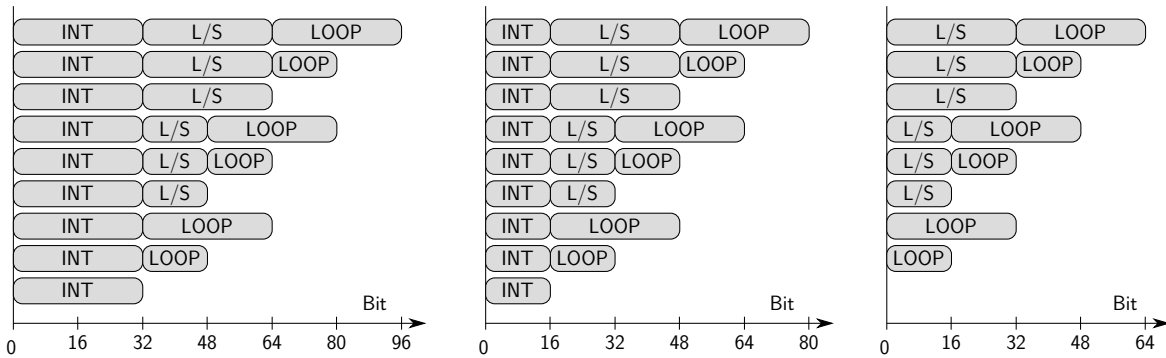 INT L/S LOOP INT L/S LOOP L/S LOOP
INT L/S LOOP INT L/S LOOP L/S LOOP
INT L/S INT L/S L/S
INT L/S LOOP INT L/S LOOP L/S LOOP
INT L/S LOOP INT L/S LOOP L/S LOOP
INT L/S INT L/S L/S
INT LOOP INT LOOP LOOP
INT LOOP INT LOOP LOOP
INT INT
Bit Bit Bit
0 16 32 48 64 80 96 0 16 32 48 64 80 0 16 32 48 64